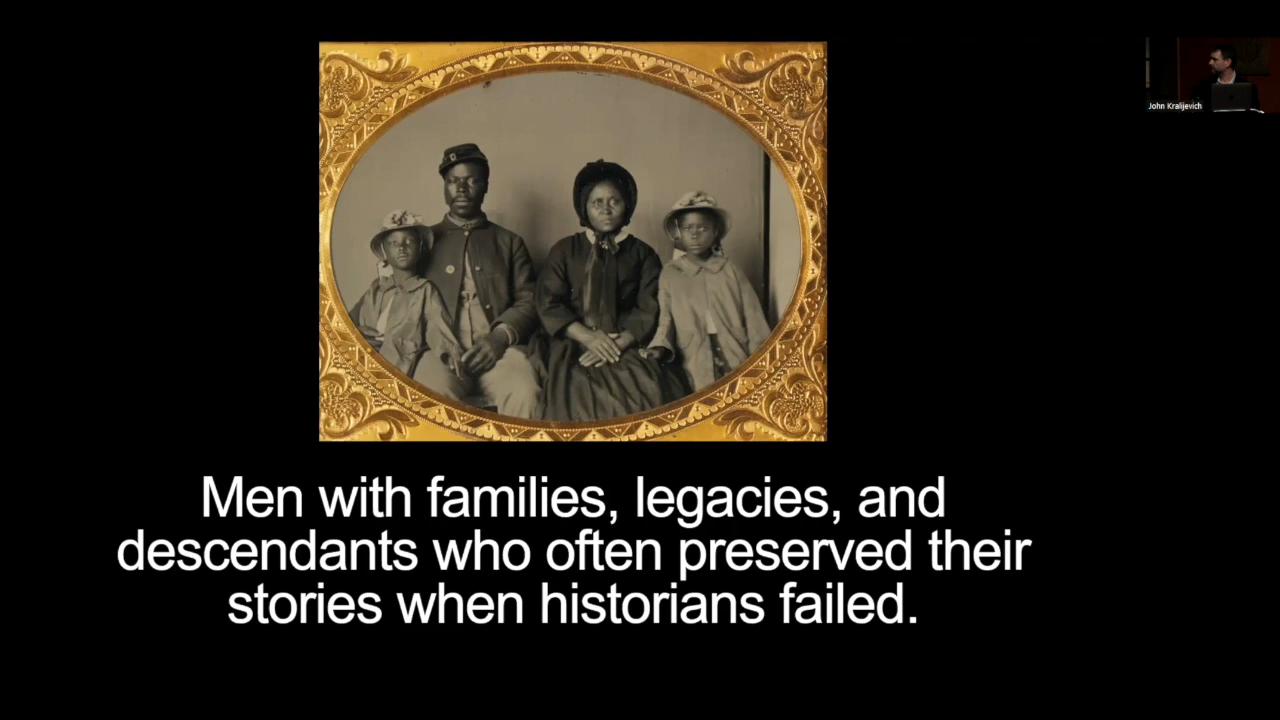 John Kralijevich
Men with families, legacies, and
descendants who often preserved their
stories when historians failed.